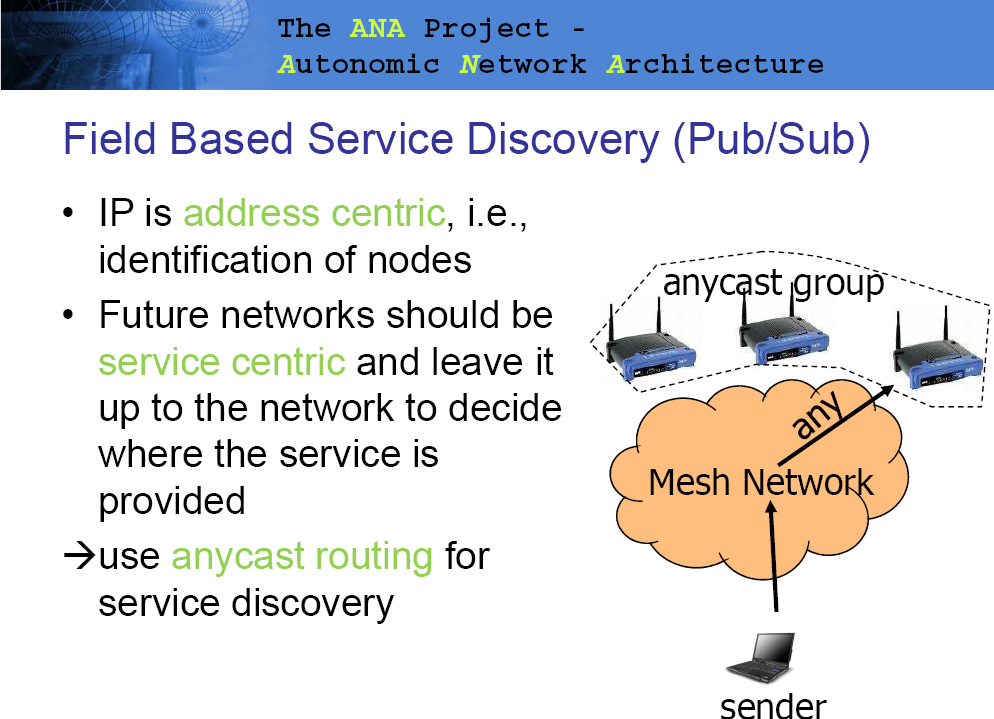 The ANA Project -
Autonomic Network Architecture
Field Based Service Discovery (Pub/Sub)
• IP is address centric, i.e.,
identification of nodes
• Future networks should be
service centric and leave it
up to the network to decide
where the service is
provided
→use anycast routing for
service discovery
anycast group
any
Mesh Network
sender